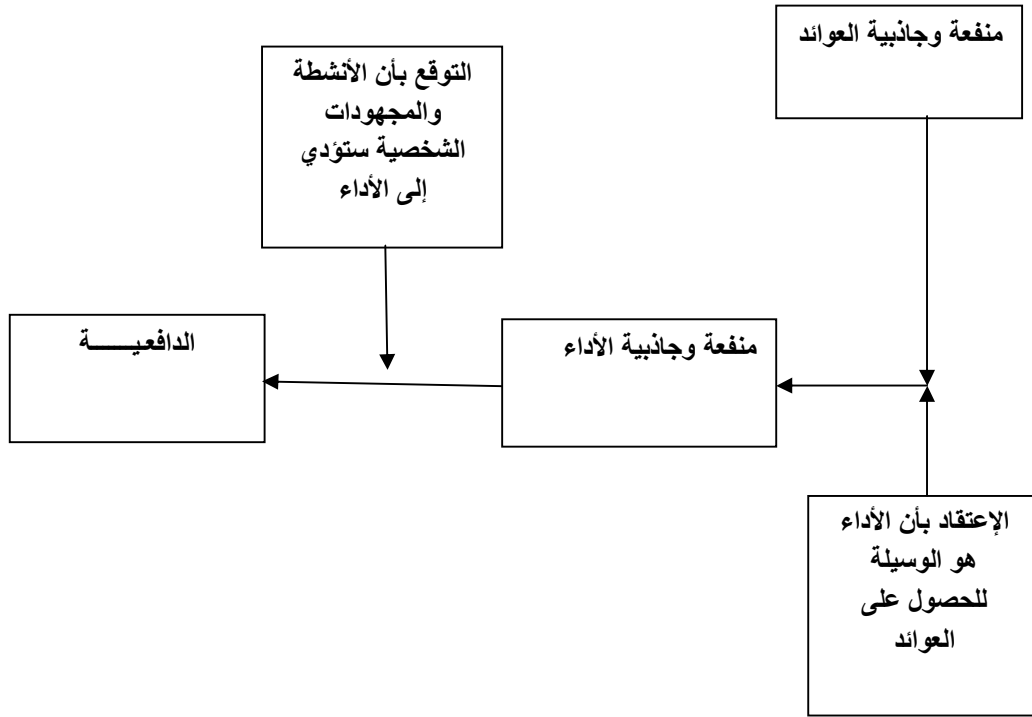 منفعة وجاذبية العوائد
التوقع بأن الأنشطة
والمجهودات
الشخصية ستؤدي
إلى الأداء
منفعة وجاذبية الأداء
الدافعيــــــة
الإعتقاد بأن الأداء
هو الوسيلة
للحصول على
العوائد